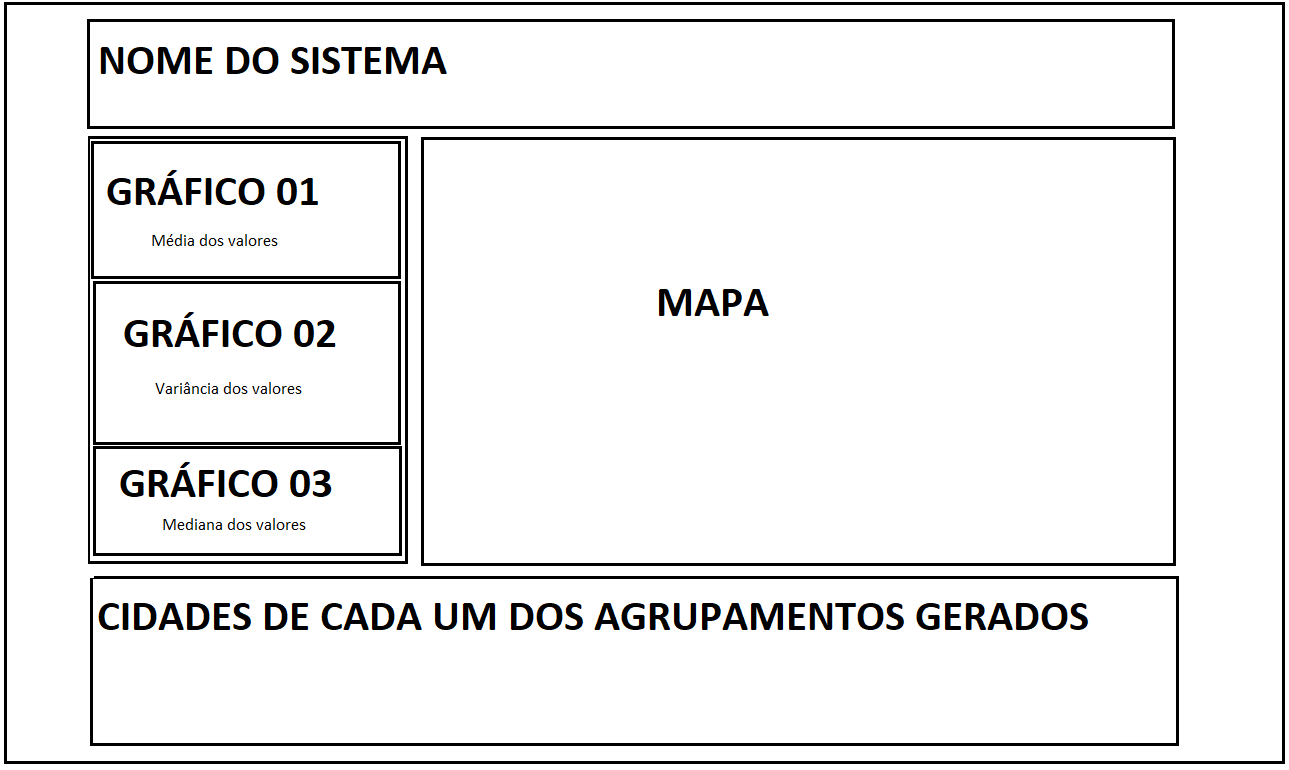 NOME DO SISTEMA
GRÁFICO 01
Média dos valores
GRÁFICO 02
Variância dos valores
GRÁFICO 03
Mediana dos valores
MAPA
CIDADES DE CADA UM DOS AGRUPAMENTOS GERADOS